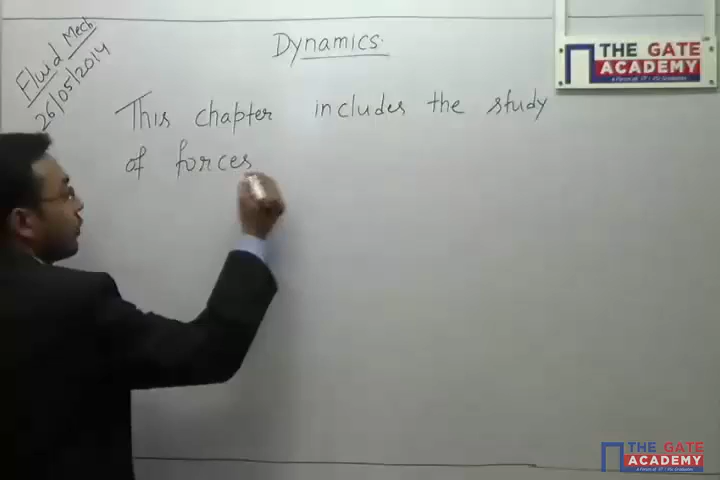 Fluid Mech
26/05/2014
Dynamics.
THE GATE
ACADEMY
This chapter includes the study
of forces
THE GATE
ACADEMY